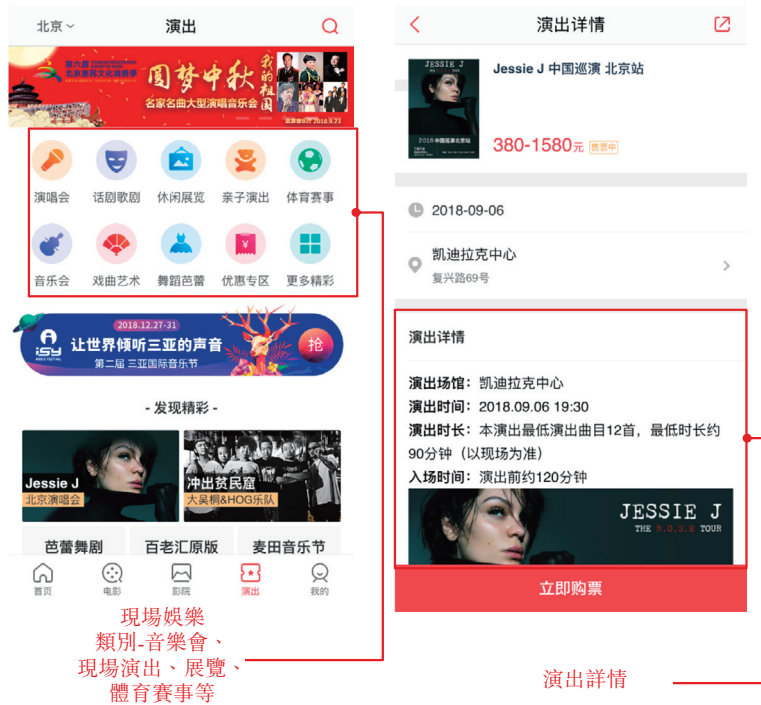 北京
演出
第六届
北京惠民文化消费季
圆梦中秋
我的祖国
名家名曲大型演唱音乐会
北京音乐厅 2018.9.23
演唱会
话剧歌剧
休闲展览
亲子演出
体育赛事
音乐会
戏曲艺术
舞蹈芭蕾
优惠专区
更多精彩
2018.12.27-31
iSY
让世界倾听三亚的声音
第二届 三亚国际音乐节
抢
- 发现精彩 -
Jessie J
北京演唱会
冲出贫民窟
大吴桐&HOG乐队
芭蕾舞剧
百老汇原版
麦田音乐节
首页
电影
影院
演出
我的
現場娛樂
類別-音樂會、
現場演出、展覽、
體育賽事等
演出详情
JESSIE J
2018 中国巡演北京站
Jessie J 中国巡演 北京站
380-1580元 售票中
2018-09-06
凯迪拉克中心
复兴路69号
演出详情
演出场馆：凯迪拉克中心
演出时间：2018.09.06 19:30
演出时长：本演出最低演出曲目12首，最低时长约
90分钟（以现场为准）
入场时间：演出前约120分钟
JESSIE J
THE R.O.S.E TOUR
立即购票
演出詳情